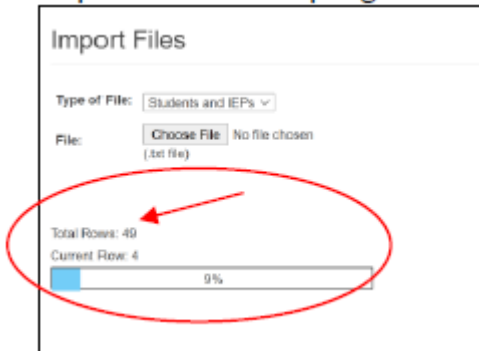 Import Files
Type of File: Students and IEPs
File: Choose File No file chosen
(.txt file)
Total Rows: 49
Current Row: 4
9%